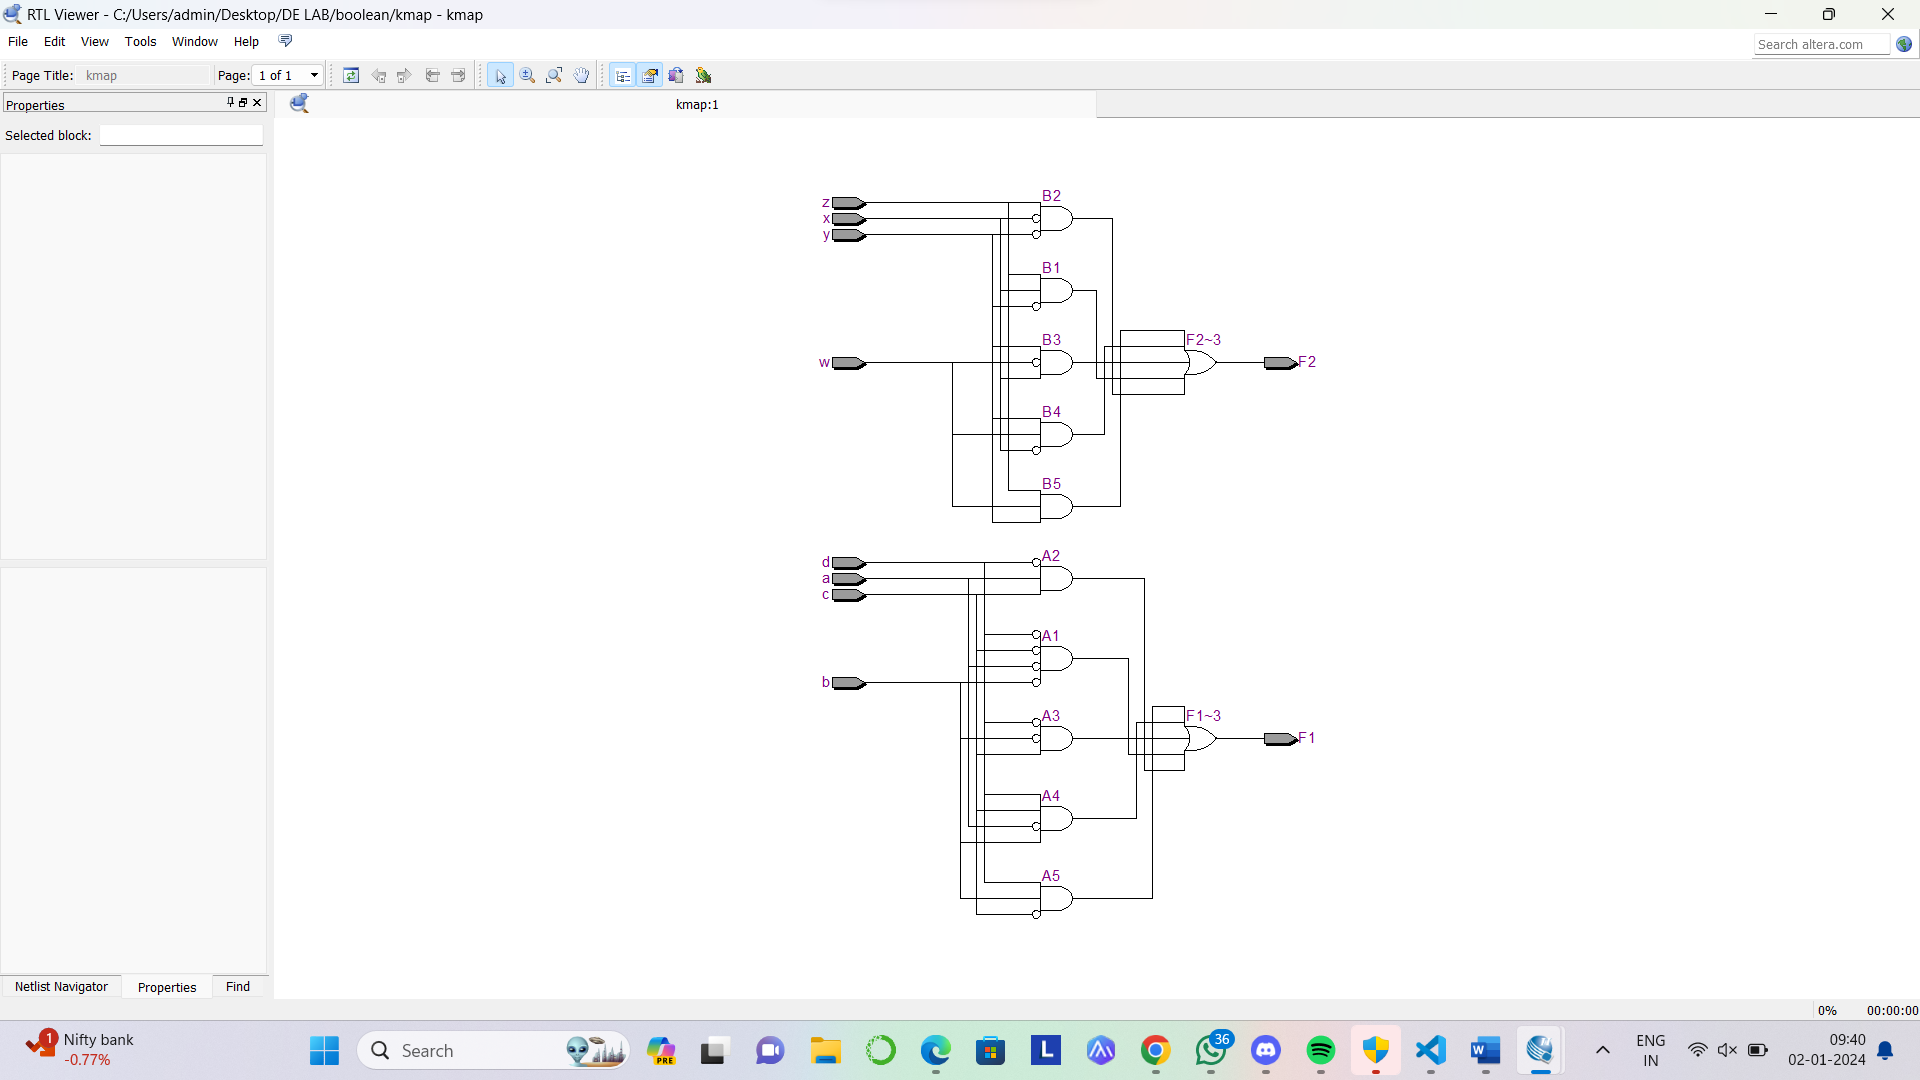 RTL Viewer - C:/Users/admin/Desktop/DE LAB/boolean/kmap - kmap
File Edit View Tools Window Help
Search altera.com
Page Title: kmap Page: 1 of 1
Properties
kmap:1
Selected block:
z
x
y
w
B2
B1
B3
B4
B5
F2~3
F2
d
a
c
b
A2
A1
A3
A4
A5
F1~3
F1
Netlist Navigator Properties Find
0% 00:00:00
1
Nifty bank
-0.77%
Search
PRE
L
36
W
ENG
IN
09:40
02-01-2024